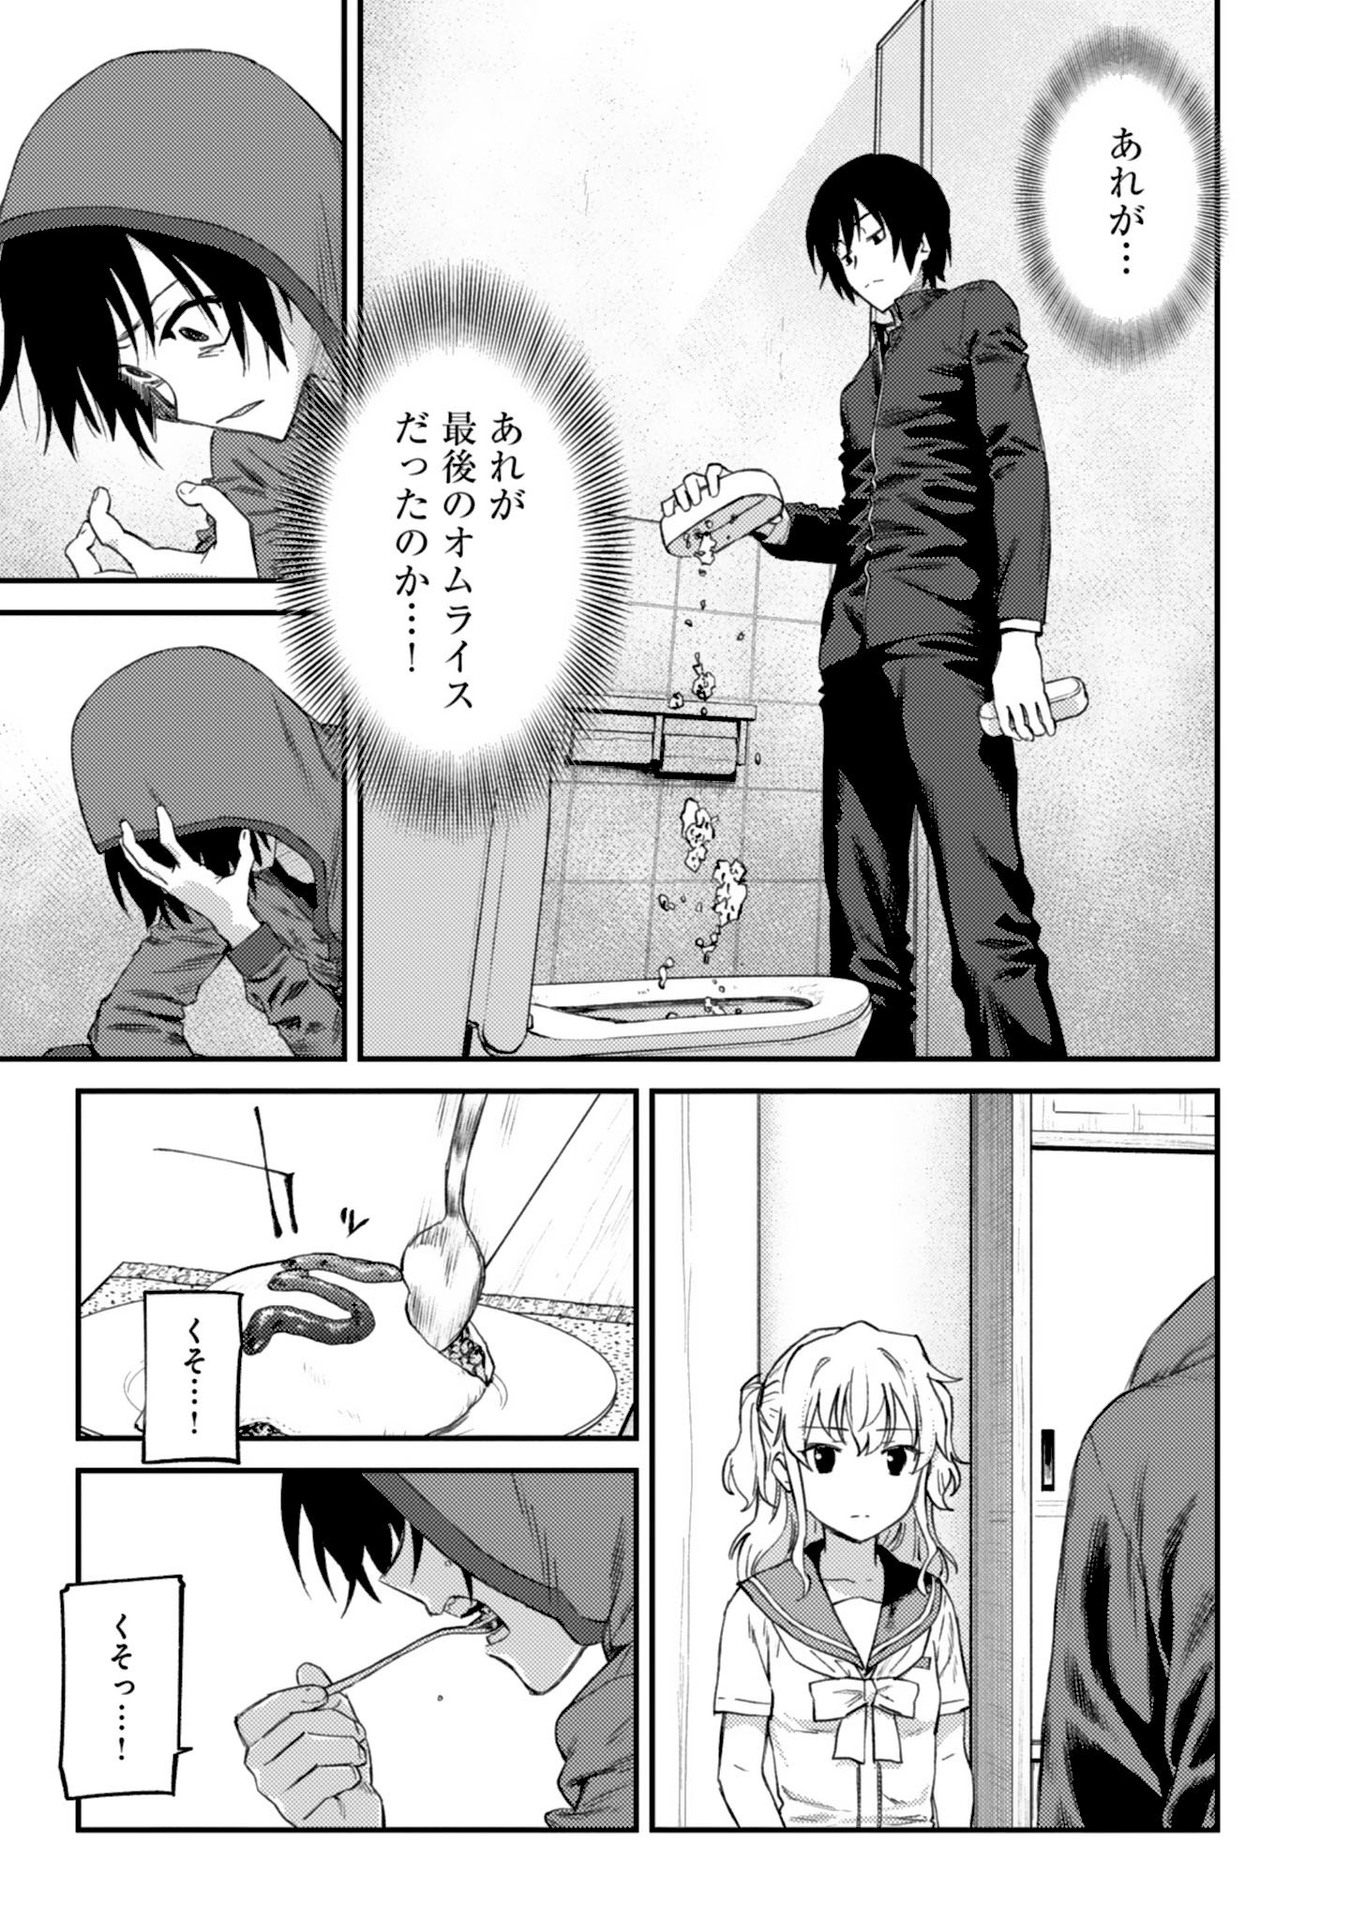 あれが…
あれが
最後のオムライス
だったのか…！
ツ
くそ……！
くそっ……！